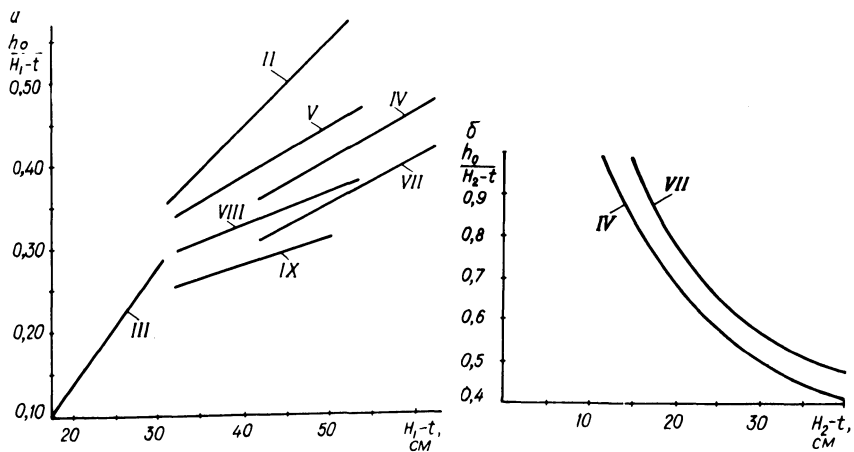 а
h₀
H₁-t
0,50
0,40
0,30
0,20
0,10
20
30
40
50
H₁-t,
см
II
V
IV
VII
VIII
IX
III
б
h₀
H₂-t
0,9
0,8
0,7
0,6
0,5
0,4
10
20
30
H₂-t,
см
VII
IV